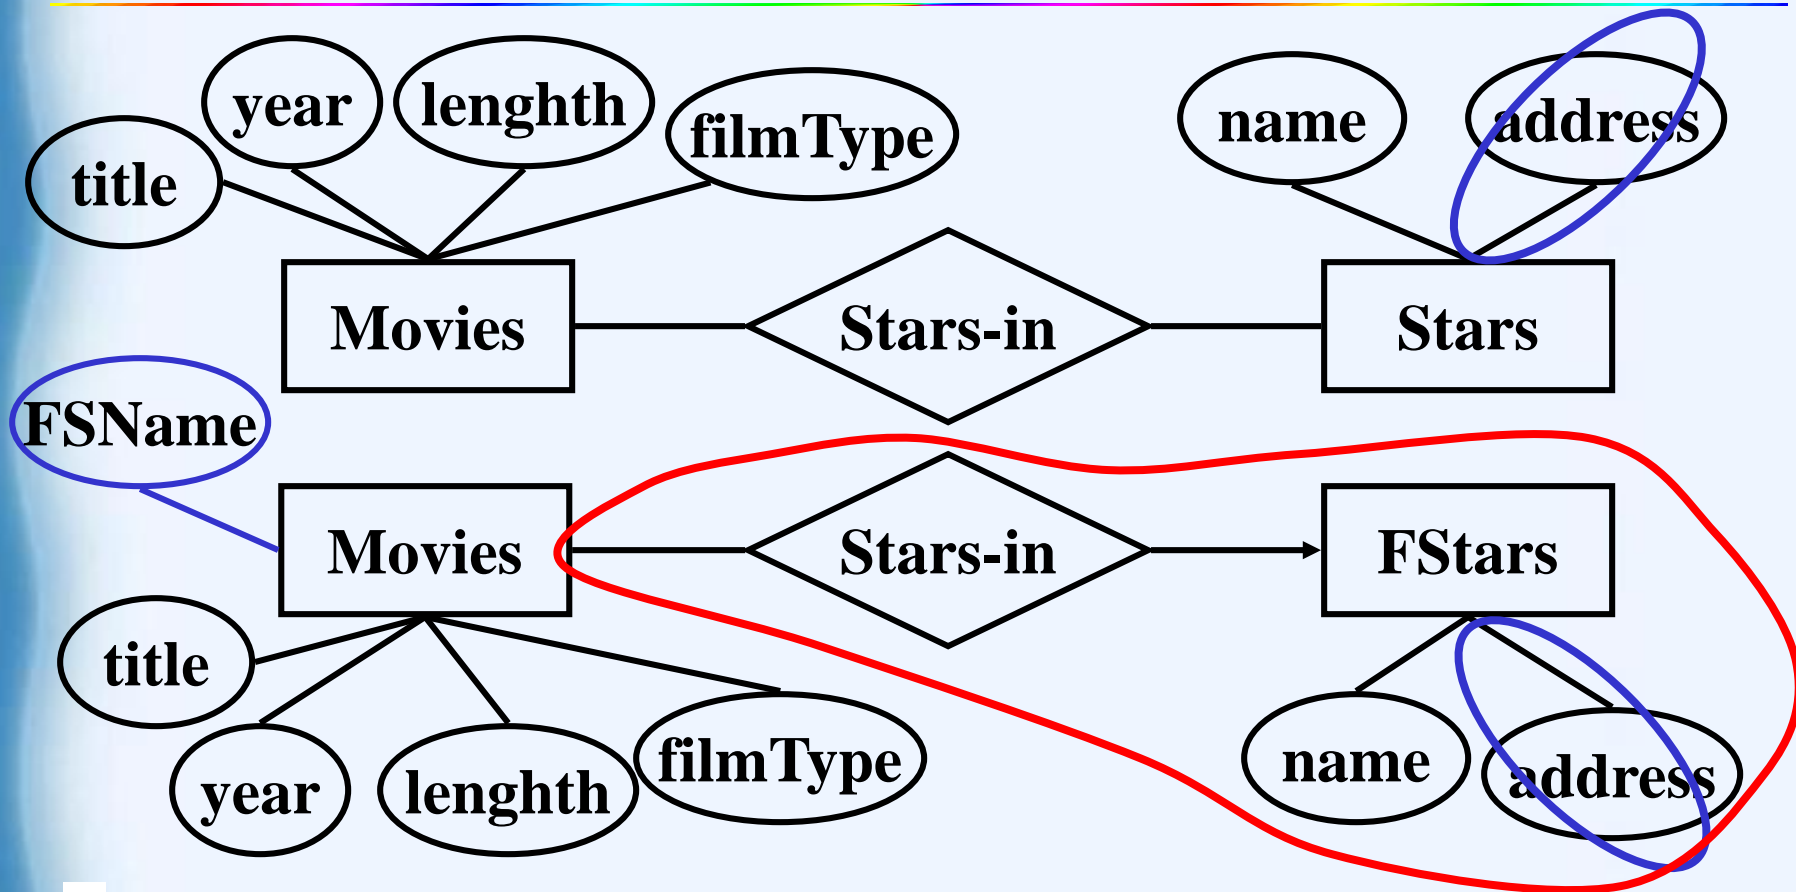 year
lenghth
filmType
name
address
title
Movies
Stars-in
Stars
FSName
Movies
Stars-in
FStars
title
year
lenghth
filmType
name
address